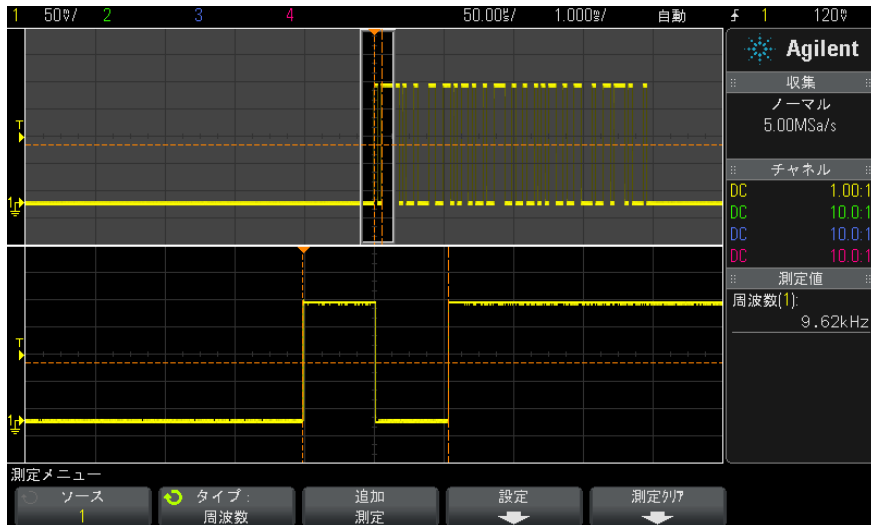 1 50V/ 2 3 4 50.00s/ 1.000s/ 自動 1 120V
Agilent
収集
ノーマル
5.00MSa/s
チャネル
DC 1.00:1
DC 10.0:1
DC 10.0:1
DC 10.0:1
測定値
周波数(1):
9.62kHz
T
1
T
1
測定メニュー
ソース
1
タイプ:
周波数
追加
測定
設定
測定クリア